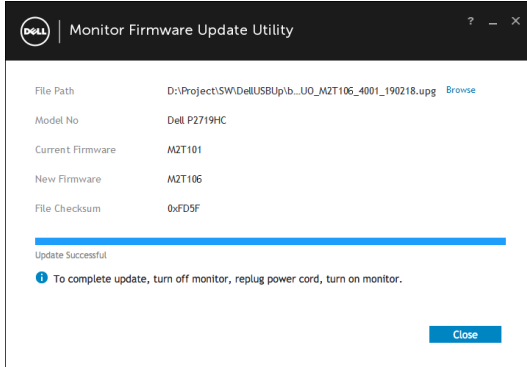 DELL Monitor Firmware Update Utility ? _ X
File Path D:\Project\SW\DellUSBUp\b...UO_M2T106_4001_190218.upg Browse
Model No Dell P2719HC
Current Firmware M2T101
New Firmware M2T106
File Checksum 0xFD5F
Update Successful
To complete update, turn off monitor, replug power cord, turn on monitor.
Close